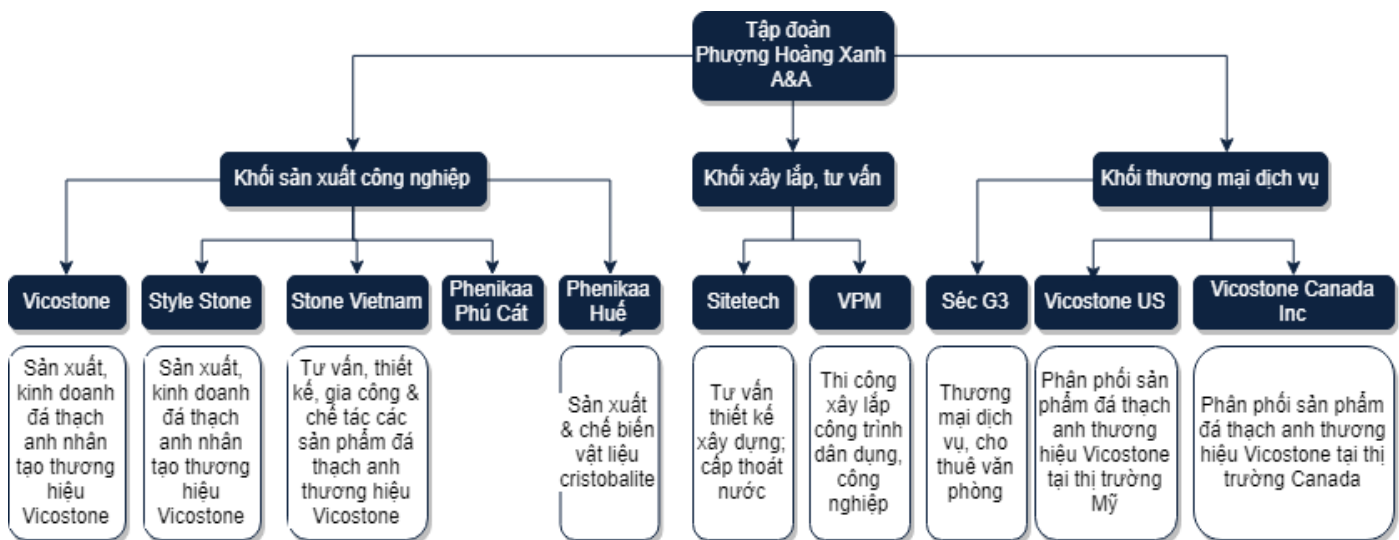 Tập đoàn
Phượng Hoàng Xanh
A&A
Khối sản xuất công nghiệp
Khối xây lắp, tư vấn
Khối thương mại dịch vụ
Vicostone
Style Stone
Stone Vietnam
Phenikaa
Phú Cát
Phenikaa
Huế
Sitetech
VPM
Séc G3
Vicostone US
Vicostone Canada
Inc
Sản xuất,
kinh doanh
đá thạch
anh nhân
tạo thương
hiệu
Vicostone
Sản xuất,
kinh doanh
đá thạch
anh nhân
tạo thương
hiệu
Vicostone
Tư vấn, thiết
kế, gia công &
chế tác các
sản phẩm đá
thạch anh
thương hiệu
Vicostone
Sản xuất
& chế biến
vật liệu
cristobalite
Tư vấn
thiết kế
xây dựng;
cấp thoát
nước
Thi công
xây lắp
công trình
dân dụng,
công
nghiệp
Thương
mại dịch
vụ, cho
thuê văn
phòng
Phân phối sản
phẩm đá thạch
anh thương
hiệu Vicostone
tại thị trường
Mỹ
Phân phối sản phẩm
đá thạch anh thương
hiệu Vicostone tại thị
trường Canada